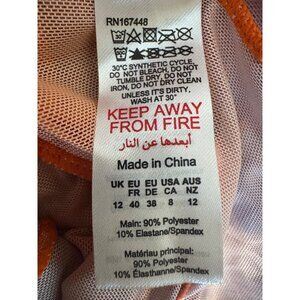 RN167448
30°C SYNTHETIC CYCLE,
DO NOT BLEACH, DO NOT
TUMBLE DRY, DO NOT
IRON, DO NOT DRY CLEAN
UNLESS IT'S DIRTY.
WASH AT 30°
KEEP AWAY
FROM FIRE
أبعدها عن النار
Made in China
UK EU EU USA AUS
FR DE CA NZ
12 40 38 8 12
Main: 90% Polyester
10% Elastane/Spandex
Matériau principal:
90% Polyester
10% Élasthanne/Spandex